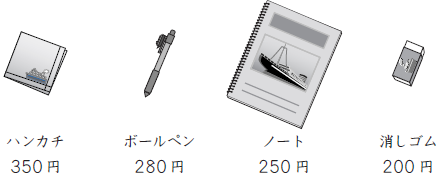 ハンカチ
350円
ボールペン
280円
ノート
250円
消しゴム
200円